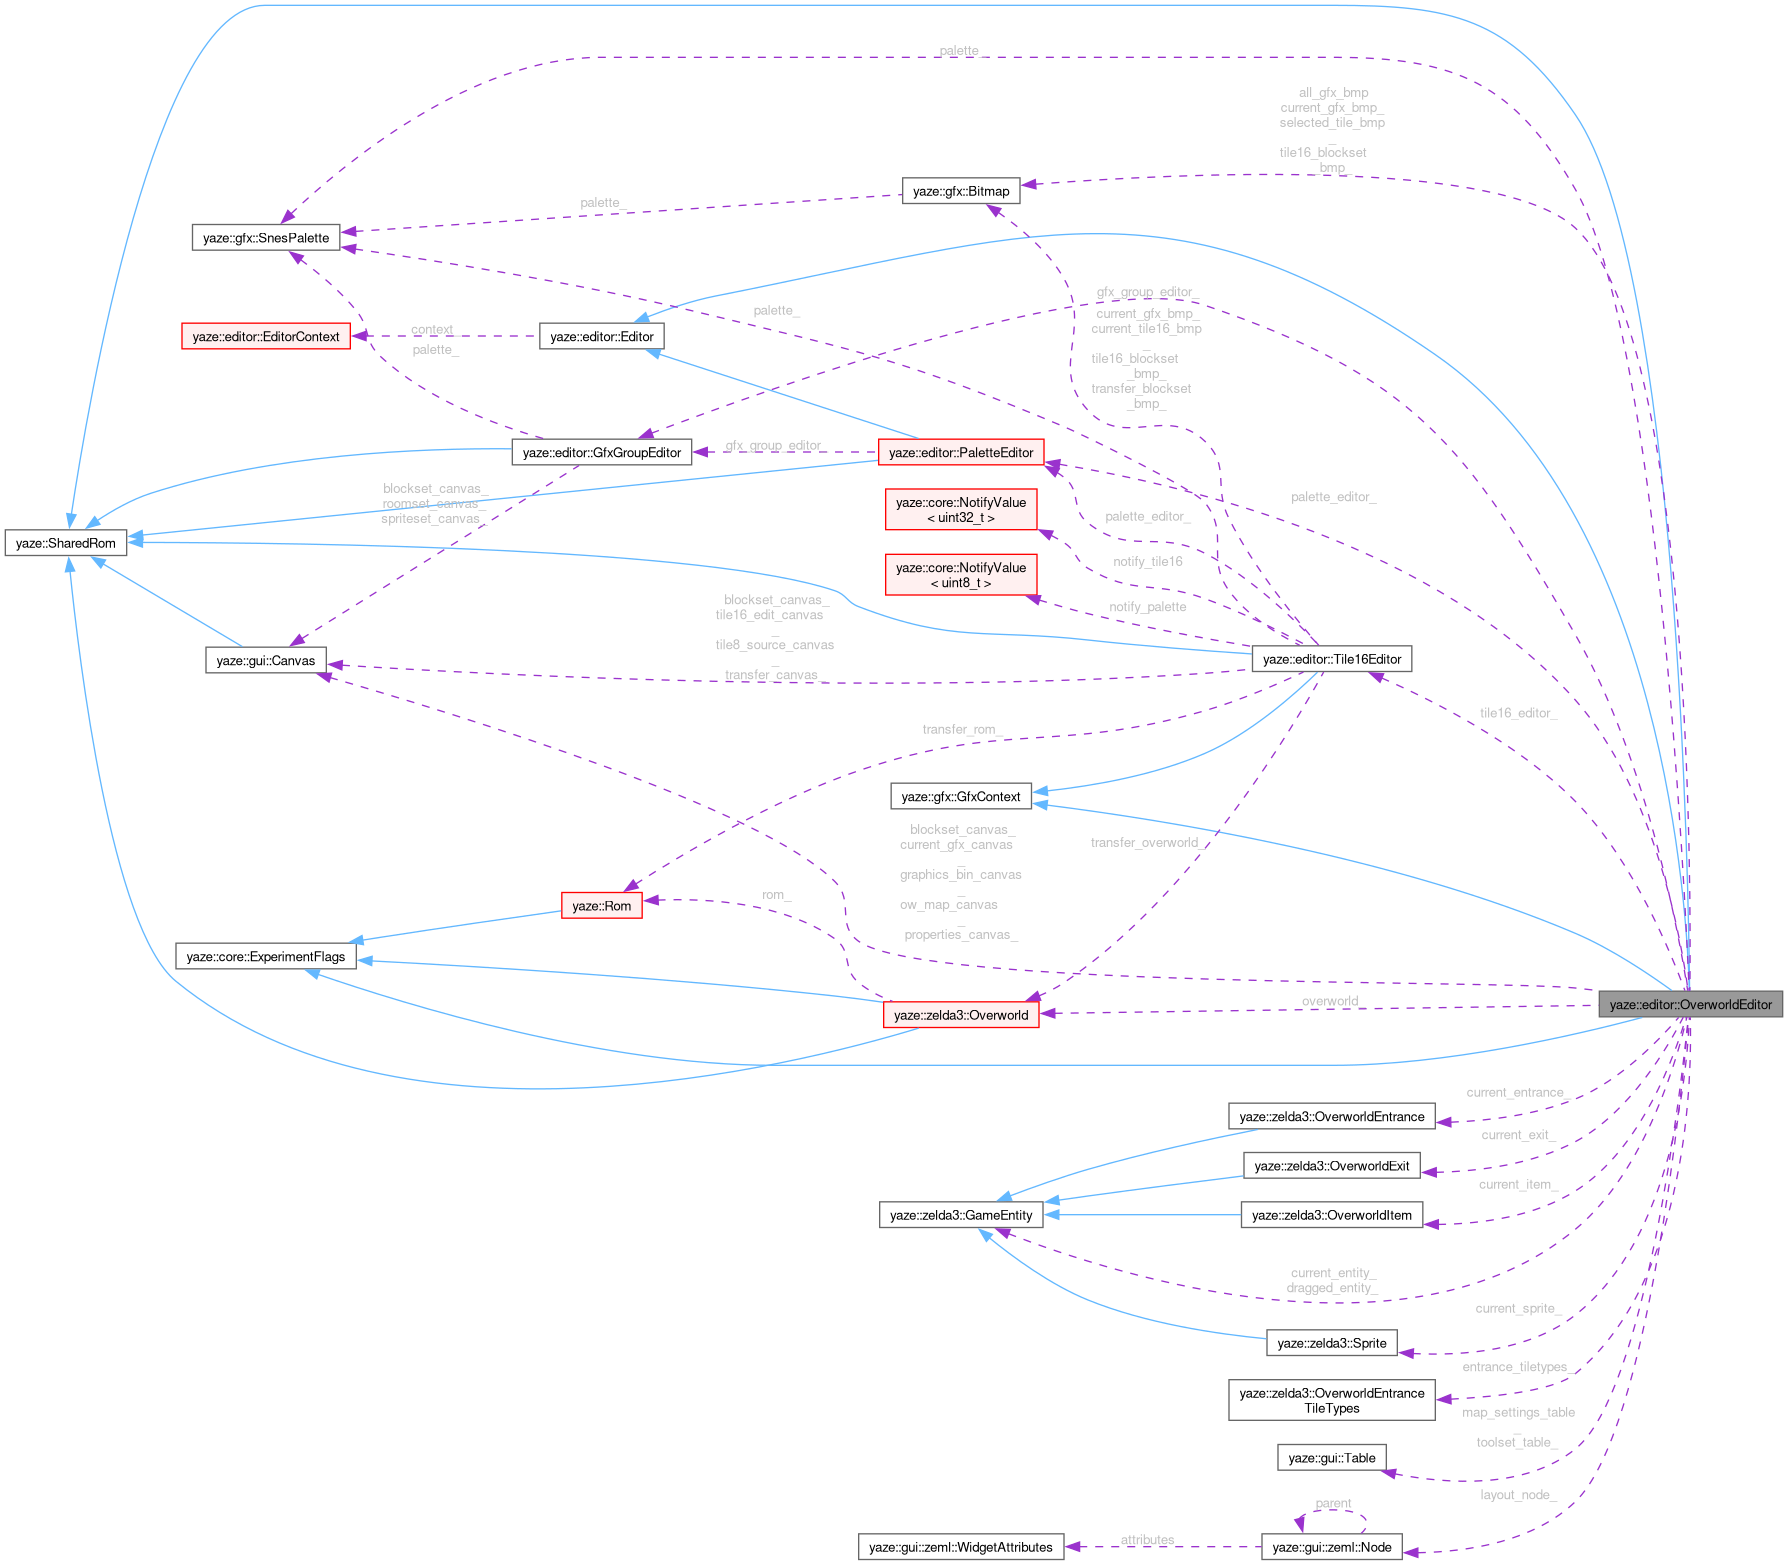 palette_
all_gfx_bmp
current_gfx_bmp_
selected_tile_bmp
_
tile16_blockset
_bmp_
yaze::gfx::Bitmap
palette_
yaze::gfx::SnesPalette
gfx_group_editor_
current_gfx_bmp_
current_tile16_bmp
_
tile16_blockset
_bmp_
transfer_blockset
_bmp_
palette_
yaze::editor::EditorContext
context
palette_
yaze::editor::Editor
yaze::editor::GfxGroupEditor
gfx_group_editor_
yaze::editor::PaletteEditor
blockset_canvas_
roomset_canvas_
spriteset_canvas_
yaze::core::NotifyValue
< uint32_t >
palette_editor_
palette_editor_
yaze::SharedRom
yaze::core::NotifyValue
< uint8_t >
notify_tile16
notify_palette
blockset_canvas_
tile16_edit_canvas
_
tile8_source_canvas
_
transfer_canvas_
yaze::gui::Canvas
yaze::editor::Tile16Editor
tile16_editor_
transfer_rom_
yaze::gfx::GfxContext
blockset_canvas_
current_gfx_canvas
_
graphics_bin_canvas
_
ow_map_canvas
_
properties_canvas_
transfer_overworld_
yaze::Rom
rom_
yaze::core::ExperimentFlags
yaze::zelda3::Overworld
overworld_
yaze::editor::OverworldEditor
current_entrance_
yaze::zelda3::OverworldEntrance
current_exit_
yaze::zelda3::OverworldExit
current_item_
yaze::zelda3::GameEntity
yaze::zelda3::OverworldItem
current_entity_
dragged_entity_
current_sprite_
yaze::zelda3::Sprite
entrance_tiletypes_
yaze::zelda3::OverworldEntrance
TileTypes
map_settings_table
_
toolset_table_
yaze::gui::Table
layout_node_
parent
yaze::gui::zeml::WidgetAttributes
attributes
yaze::gui::zeml::Node